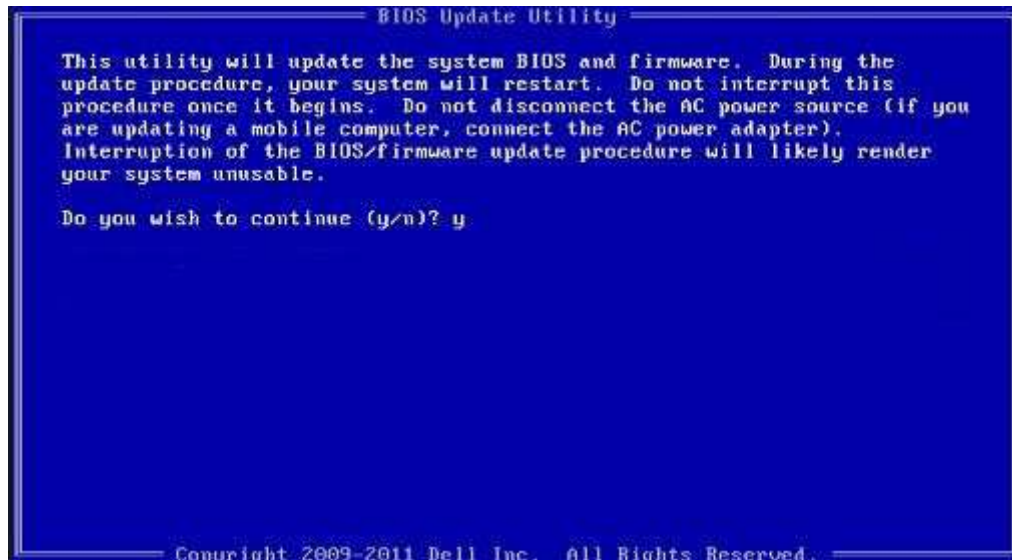 BIOS Update Utility
This utility will update the system BIOS and firmware. During the
update procedure, your system will restart. Do not interrupt this
procedure once it begins. Do not disconnect the AC power source (if you
are updating a mobile computer, connect the AC power adapter).
Interruption of the BIOS/firmware update procedure will likely render
your system unusable.
Do you wish to continue (y/n)? y
Copyright 2009-2011 Dell Inc. All Rights Reserved.